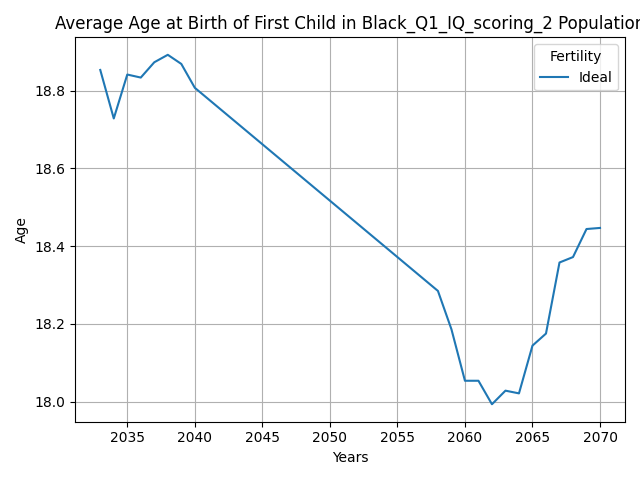 Average Age at Birth of First Child in Black_Q1_IQ_scoring_2 Population
Fertility
Ideal
18.8
18.6
18.4
18.2
18.0
Age
2035 2040 2045 2050 2055 2060 2065 2070
Years